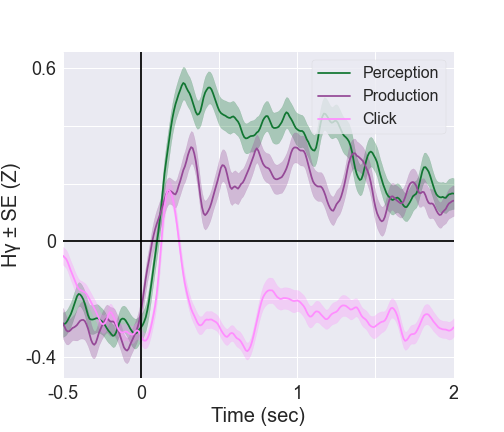 0.6
Perception
Production
Click
Hγ ± SE (Z)
0
-0.4
-0.5
0
1
2
Time (sec)